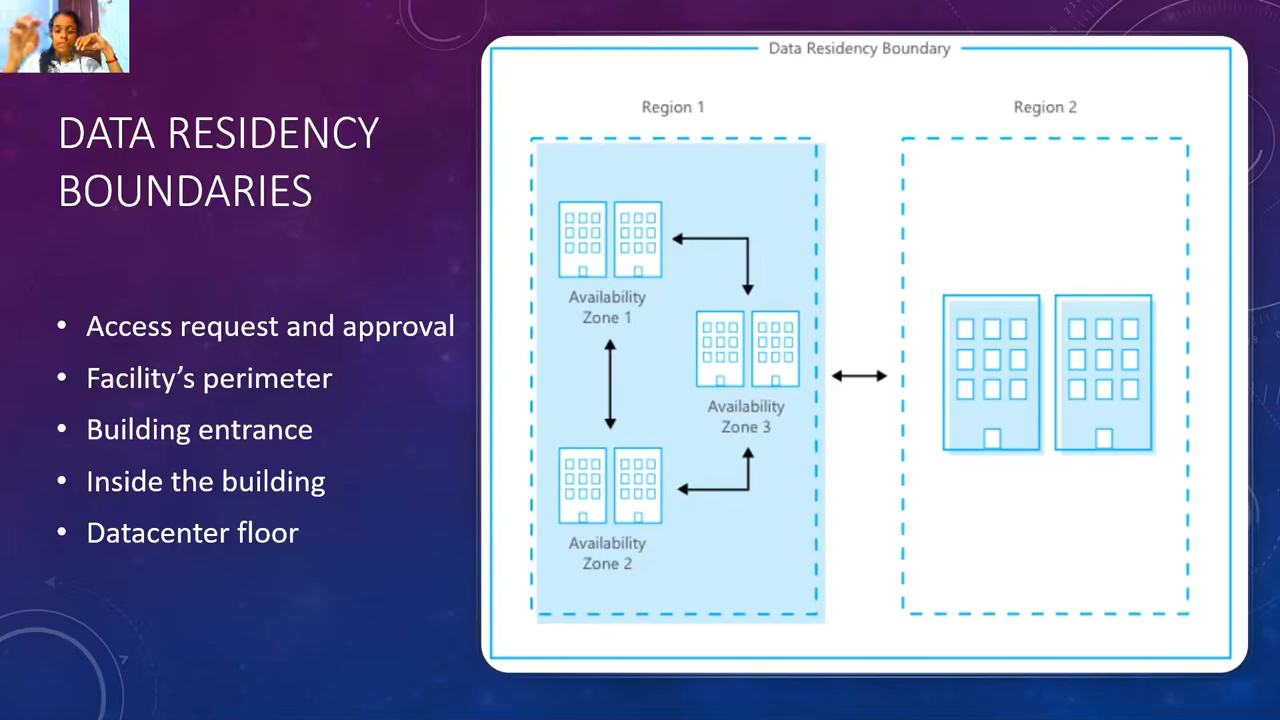 DATA RESIDENCY
BOUNDARIES
• Access request and approval
• Facility’s perimeter
• Building entrance
• Inside the building
• Datacenter floor
Data Residency Boundary
Region 1
Region 2
Availability
Zone 1
Availability
Zone 3
Availability
Zone 2